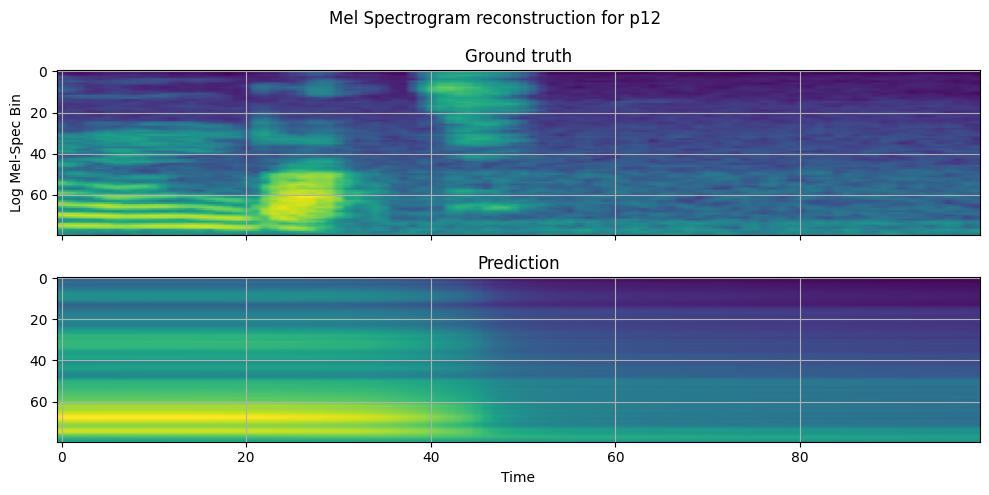 Mel Spectrogram reconstruction for p12
Ground truth
0
20
40
60
Log Mel-Spec Bin
Prediction
0
20
40
60
0 20 40 60 80
Time